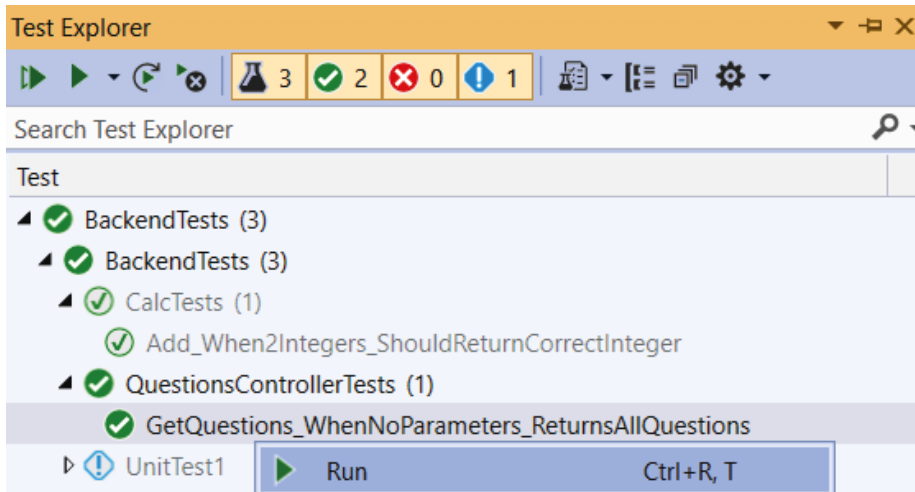 Test Explorer
3 2 0 1
Search Test Explorer
Test
BackendTests (3)
BackendTests (3)
CalcTests (1)
Add_When2Integers_ShouldReturnCorrectInteger
QuestionsControllerTests (1)
GetQuestions_WhenNoParameters_ReturnsAllQuestions
UnitTest1
Run Ctrl+R, T